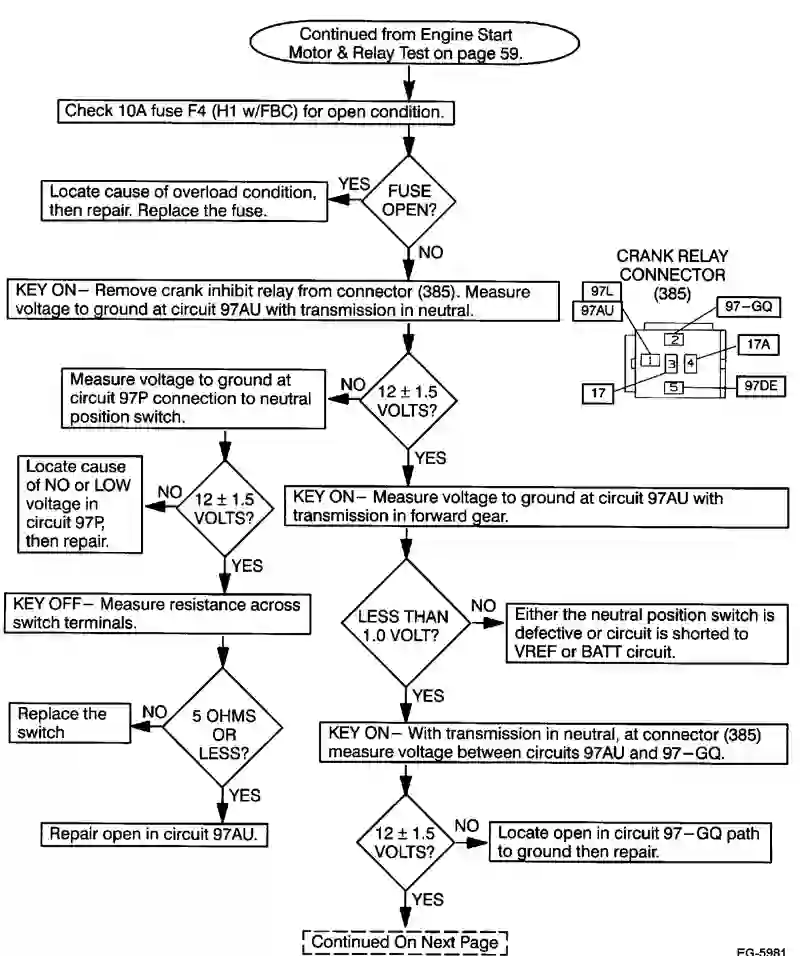 Continued from Engine Start
Motor & Relay Test on page 59.
Check 10A fuse F4 (H1 w/FBC) for open condition.
Locate cause of overload condition,
then repair. Replace the fuse.
YES
FUSE
OPEN?
NO
KEY ON– Remove crank inhibit relay from connector (385). Measure
voltage to ground at circuit 97AU with transmission in neutral.
CRANK RELAY
CONNECTOR
(385)
97L
97AU
97–GQ
17A
17
97DE
1
2
3
4
5
Measure voltage to ground at
circuit 97P connection to neutral
position switch.
NO
12 ± 1.5
VOLTS?
YES
Locate cause
of NO or LOW
voltage in
circuit 97P,
then repair.
NO
12 ± 1.5
VOLTS?
YES
KEY ON– Measure voltage to ground at circuit 97AU with
transmission in forward gear.
KEY OFF– Measure resistance across
switch terminals.
LESS THAN
1.0 VOLT?
NO
Either the neutral position switch is
defective or circuit is shorted to
VREF or BATT circuit.
YES
Replace the
switch
NO
5 OHMS
OR
LESS?
YES
Repair open in circuit 97AU.
KEY ON– With transmission in neutral, at connector (385)
measure voltage between circuits 97AU and 97–GQ.
12 ± 1.5
VOLTS?
NO
Locate open in circuit 97–GQ path
to ground then repair.
YES
Continued On Next Page
EG-5981